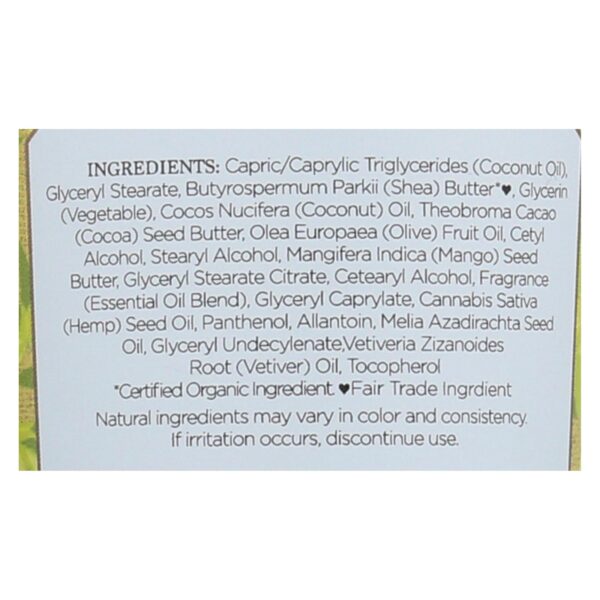 INGREDIENTS: Capric/Caprylic Triglycerides (Coconut Oil),
Glyceryl Stearate, Butyrospermum Parkii (Shea) Butter*♥, Glycerin
(Vegetable), Cocos Nucifera (Coconut) Oil, Theobroma Cacao
(Cocoa) Seed Butter, Olea Europaea (Olive) Fruit Oil, Cetyl
Alcohol, Stearyl Alcohol, Mangifera Indica (Mango) Seed
Butter, Glyceryl Stearate Citrate, Cetearyl Alcohol, Fragrance
(Essential Oil Blend), Glyceryl Caprylate, Cannabis Sativa
(Hemp) Seed Oil, Panthenol, Allantoin, Melia Azadirachta Seed
Oil, Glyceryl Undecylenate,Vetiveria Zizanoides
Root (Vetiver) Oil, Tocopherol
*Certified Organic Ingredient. ♥Fair Trade Ingrdient
Natural ingredients may vary in color and consistency.
If irritation occurs, discontinue use.